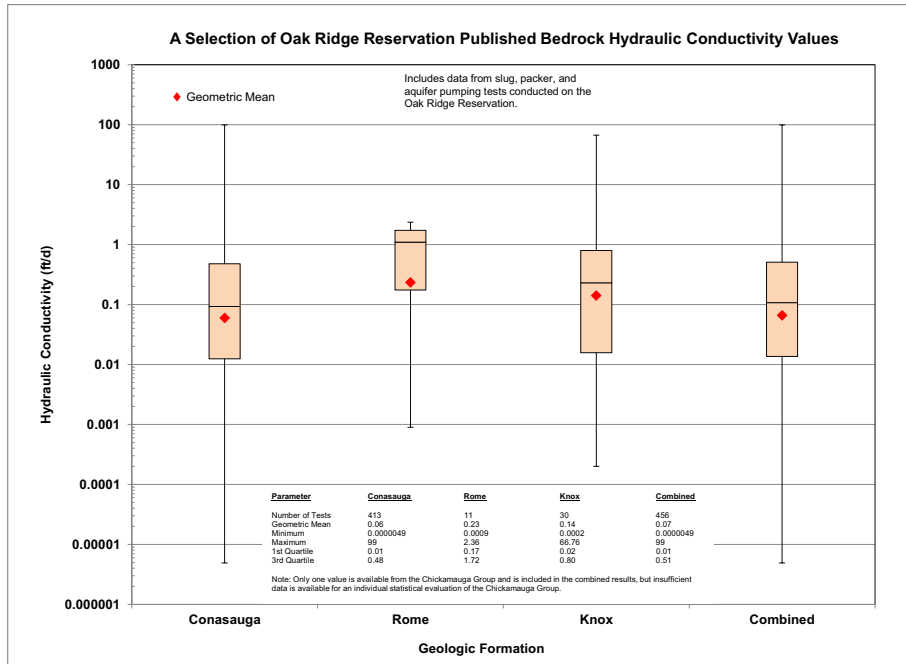 A Selection of Oak Ridge Reservation Published Bedrock Hydraulic Conductivity Values
1000
100
10
1
0.1
0.01
0.001
0.0001
0.00001
0.000001
Hydraulic Conductivity (ft/d)
Geometric Mean
Includes data from slug, packer, and
aquifer pumping tests conducted on the
Oak Ridge Reservation.
Parameter Conasauga Rome Knox Combined
Number of Tests 413 11 30 456
Geometric Mean 0.06 0.23 0.14 0.07
Minimum 0.0000049 0.0009 0.0002 0.0000049
Maximum 99 2.36 66.76 99
1st Quartile 0.01 0.17 0.02 0.01
3rd Quartile 0.48 1.72 0.80 0.51
Note: Only one value is available from the Chickamauga Group and is included in the combined results, but insufficient
data is available for an individual statistical evaluation of the Chickamauga Group.
Conasauga Rome Knox Combined
Geologic Formation